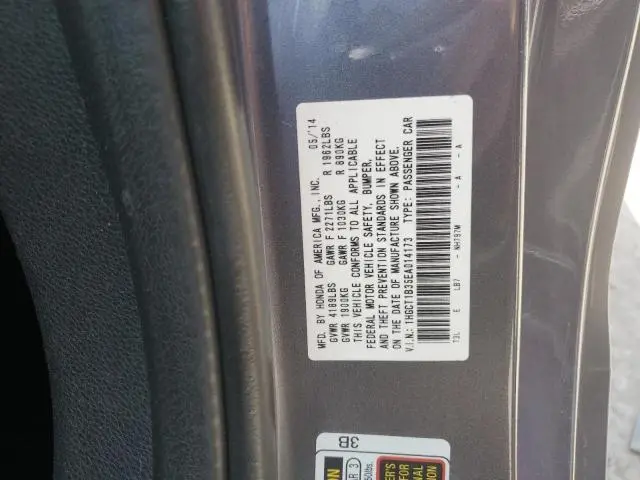 MFD. BY HONDA OF AMERICA MFG., INC. 05/'14
GVWR 4189LBS GAWR F 2271LBS R 1962LBS
GVWR 1900KG GAWR F 1030KG R 890KG
THIS VEHICLE CONFORMS TO ALL APPLICABLE
FEDERAL MOTOR VEHICLE SAFETY, BUMPER,
AND THEFT PREVENTION STANDARDS IN EFFECT
ON THE DATE OF MANUFACTURE SHOWN ABOVE.
V.I.N.: 1HGCT1B35EA014173 TYPE: PASSENGER CAR
T3L E LB7 - NH797M - A - A
3B